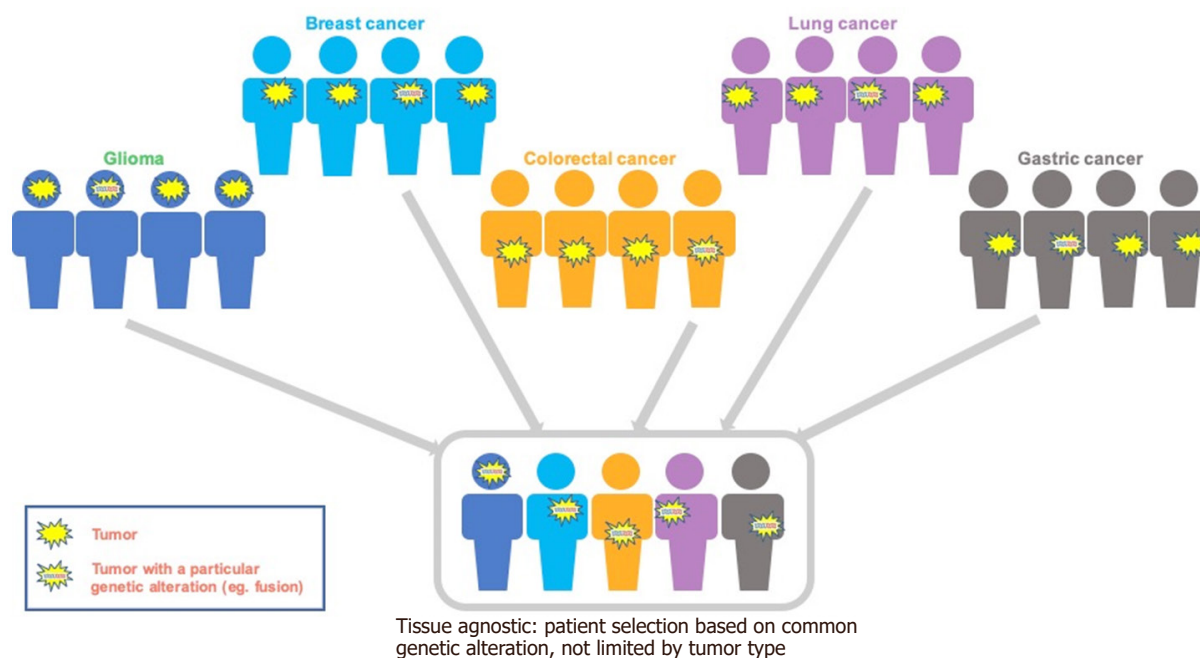 Breast cancer
Lung cancer
Glioma
Colorectal cancer
Gastric cancer
Tumor
Tumor with a particular
genetic alteration (eg. fusion)
Tissue agnostic: patient selection based on common
genetic alteration, not limited by tumor type